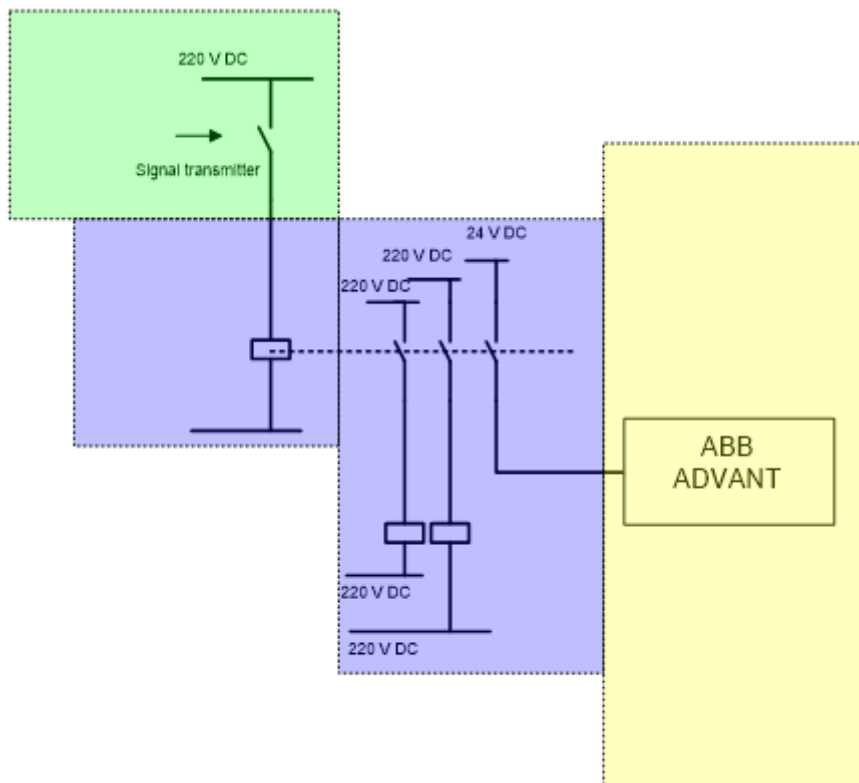 220 V DC
Signal transmitter
24 V DC
220 V DC
220 V DC
ABB
ADVANT
220 V DC
220 V DC